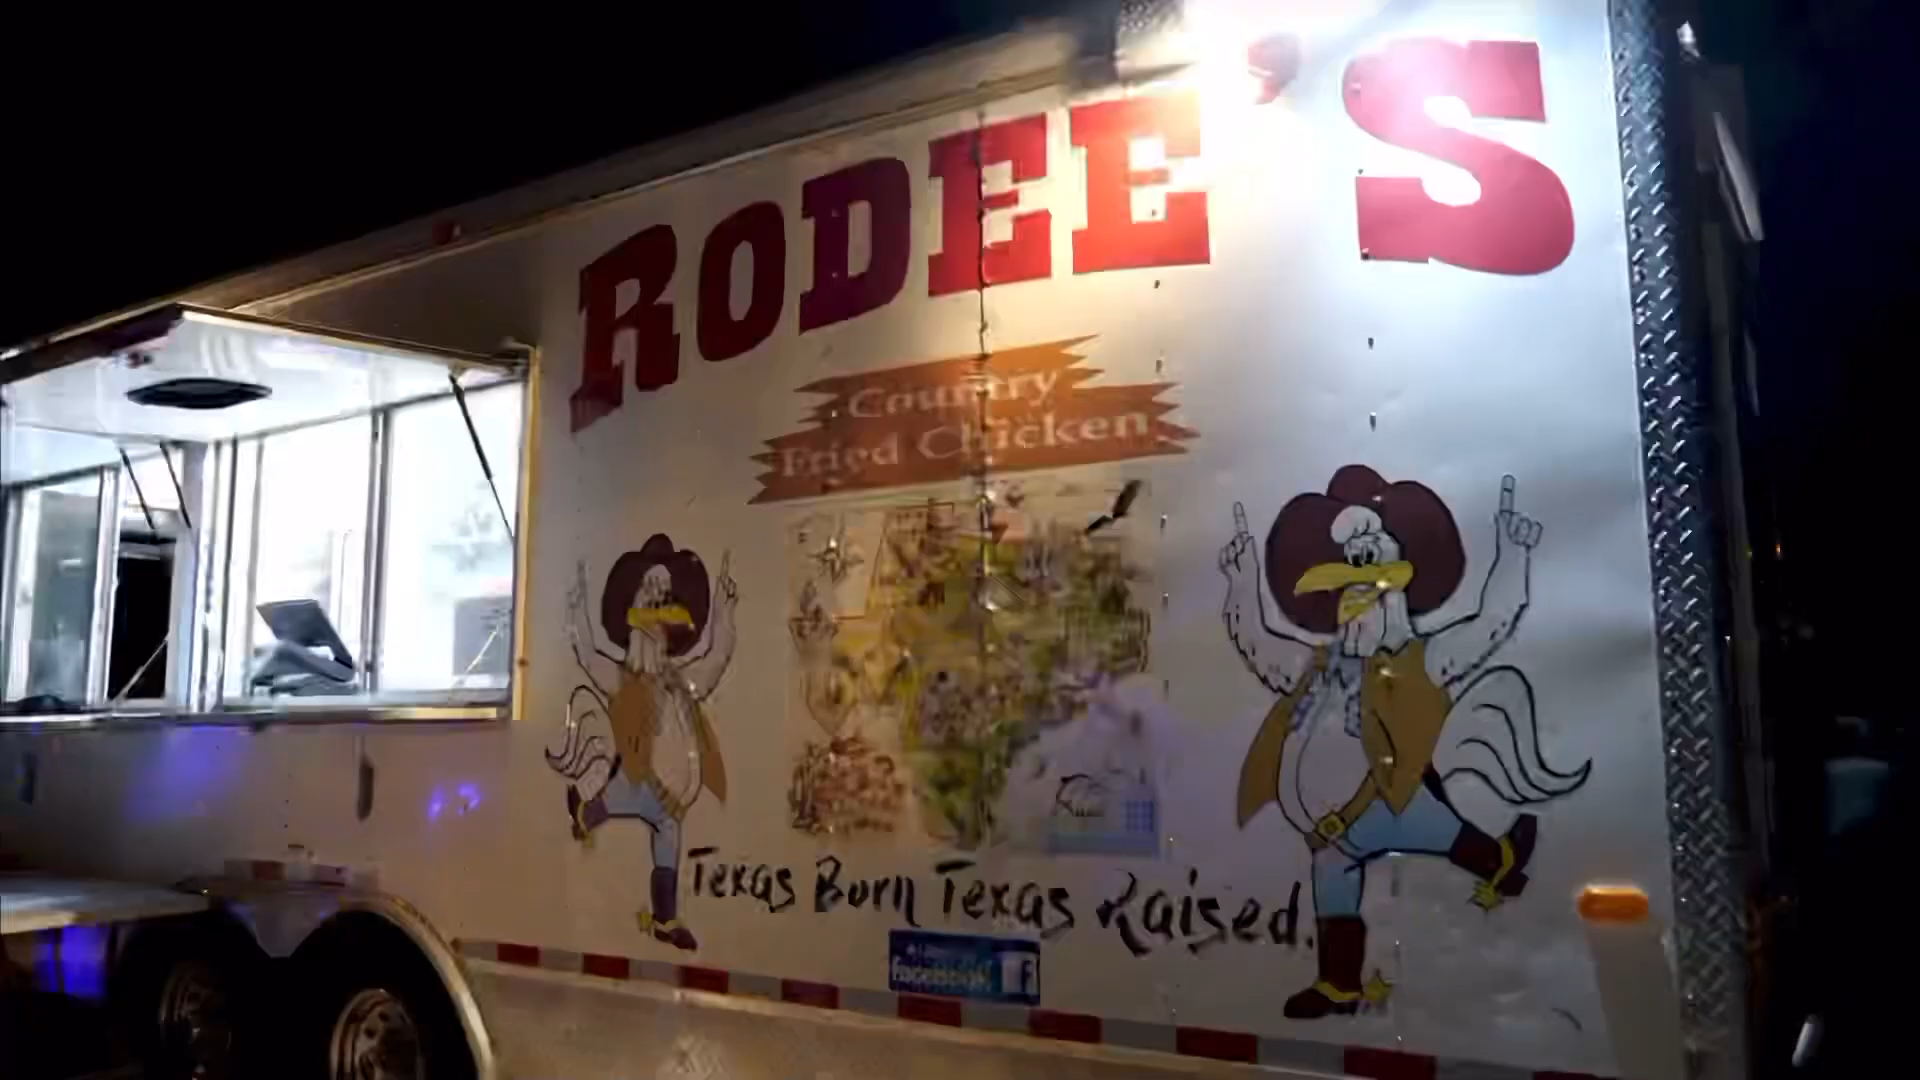 RODEE'S
Country
Fried Chicken
Texas Born Texas Raised.
facebook f